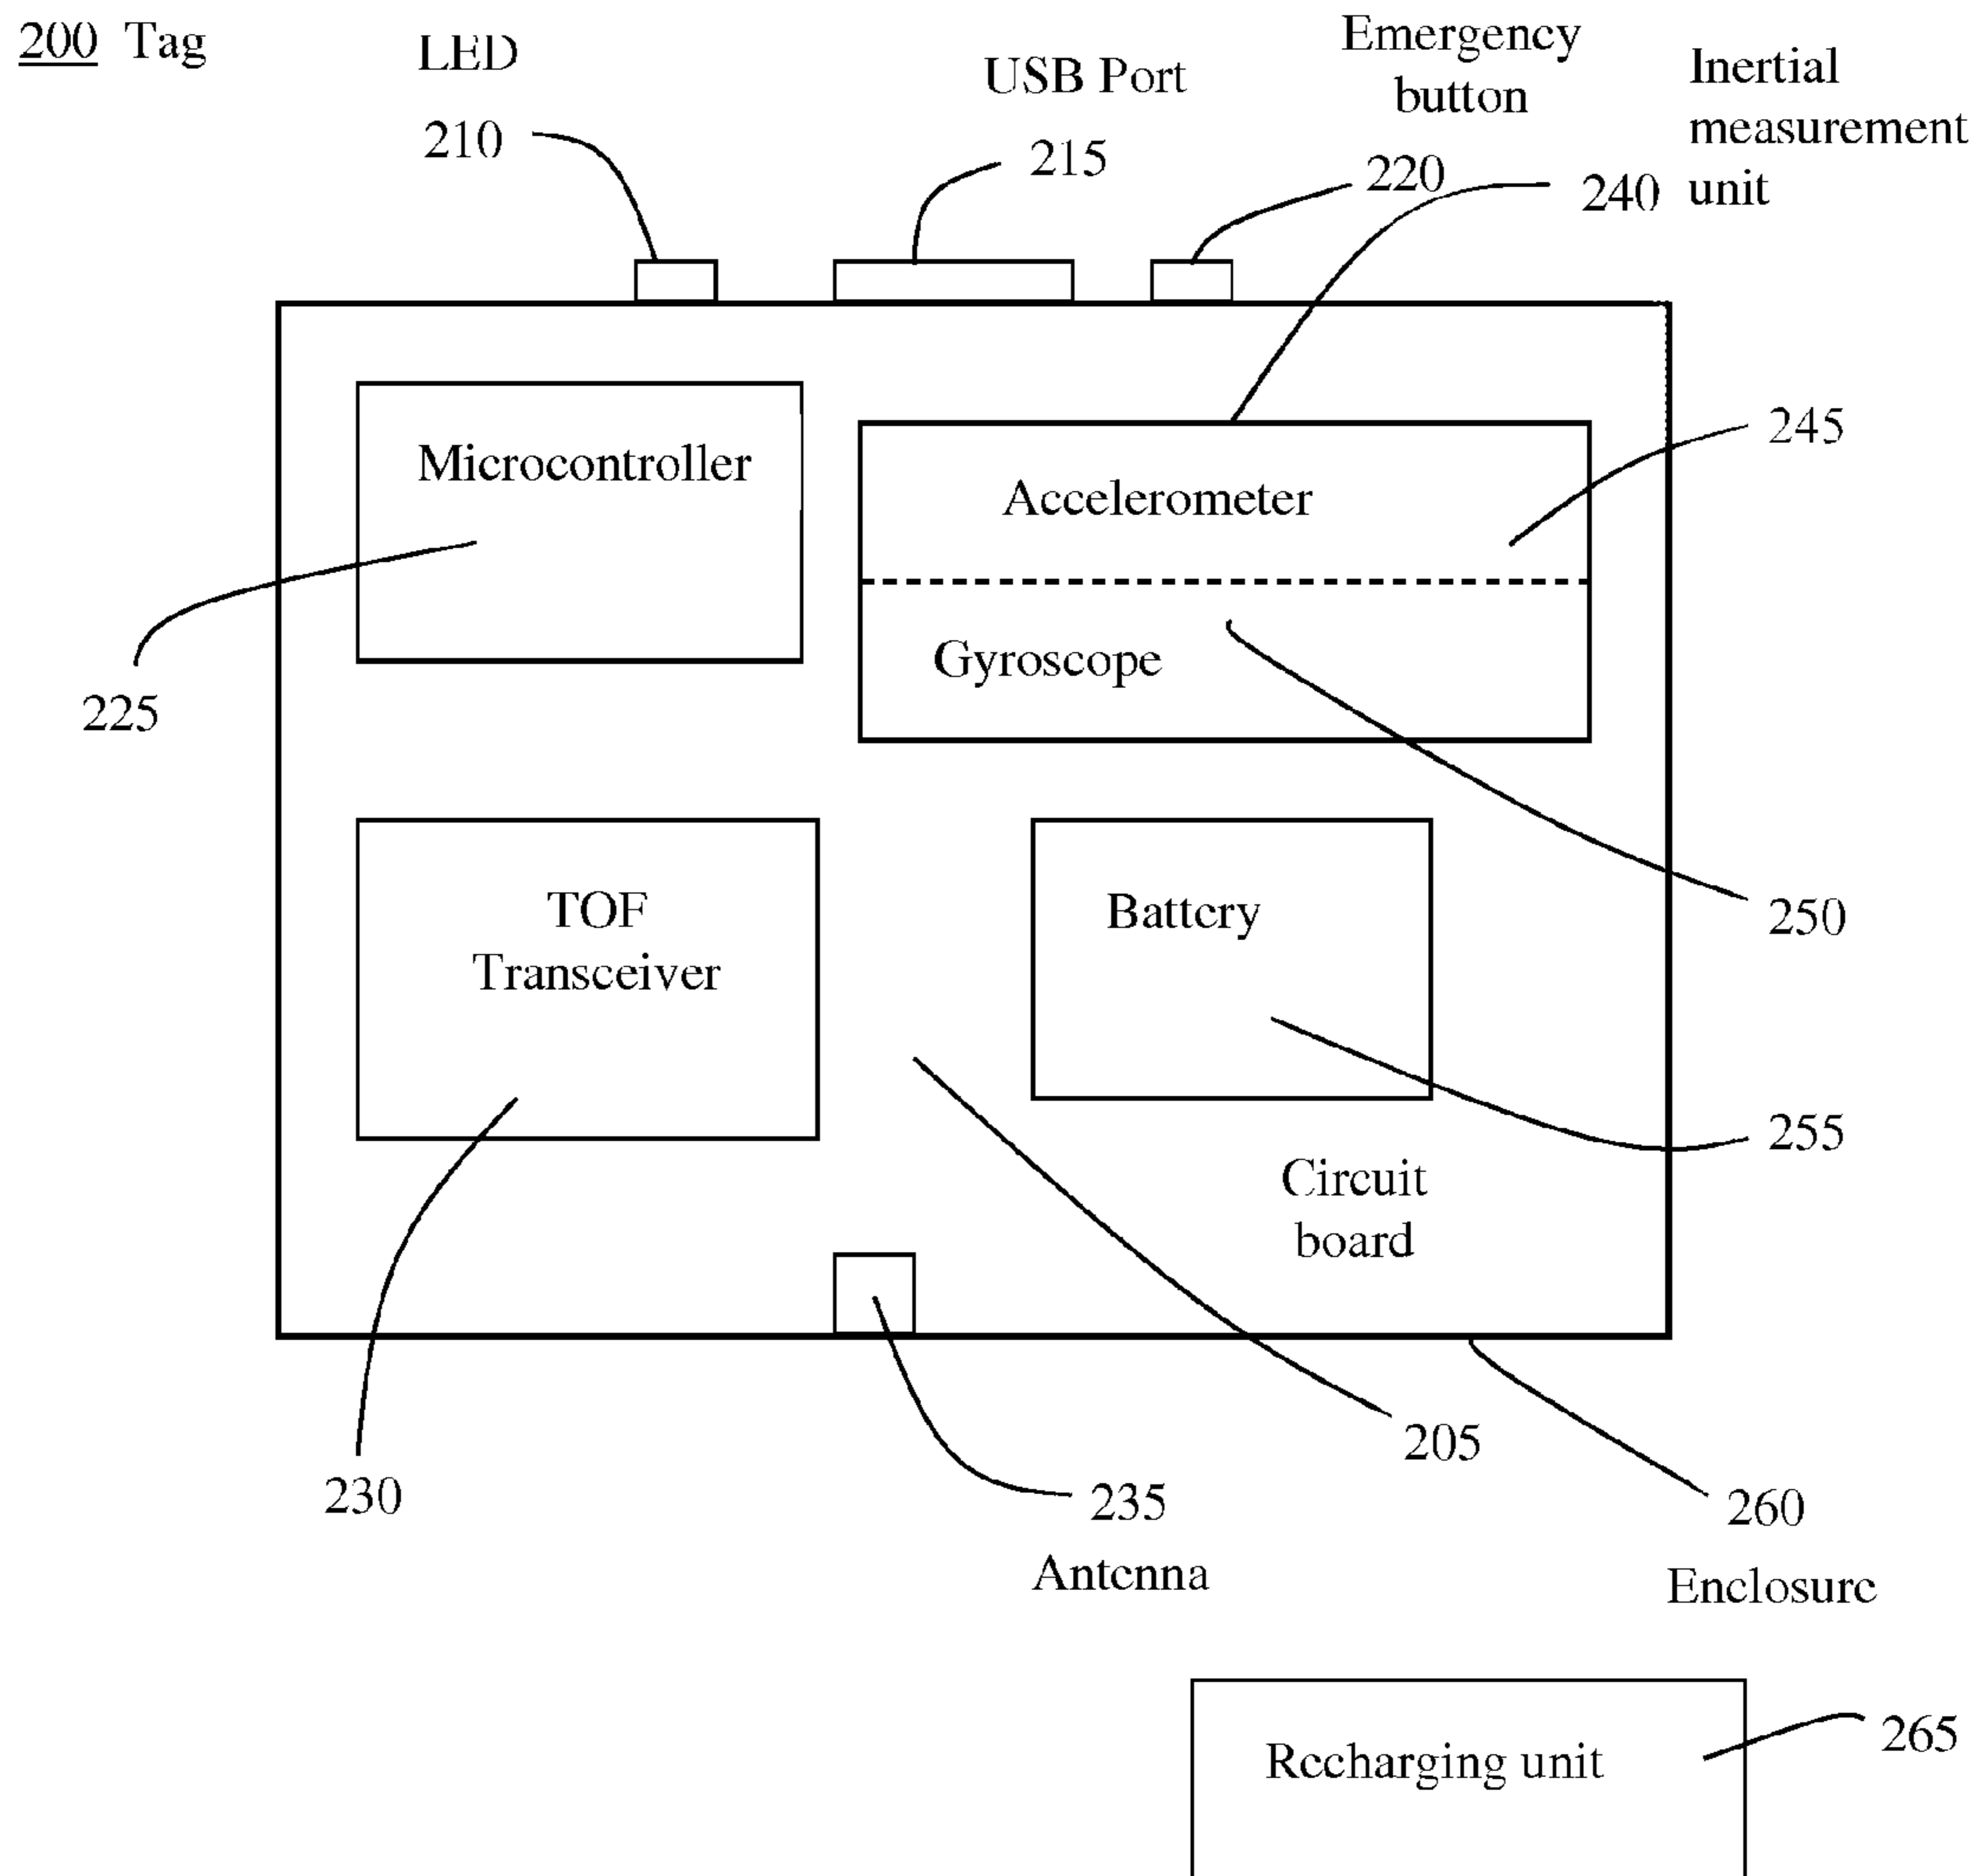 200 Tag
LED
210
USB Port
215
Emergency
button
220
Inertial
measurement
240 unit
Microcontroller
225
Accelerometer
245
Gyroscope
250
TOF
Transceiver
230
Battery
255
Circuit
board
205
235
Antenna
260
Enclosure
Recharging unit
265